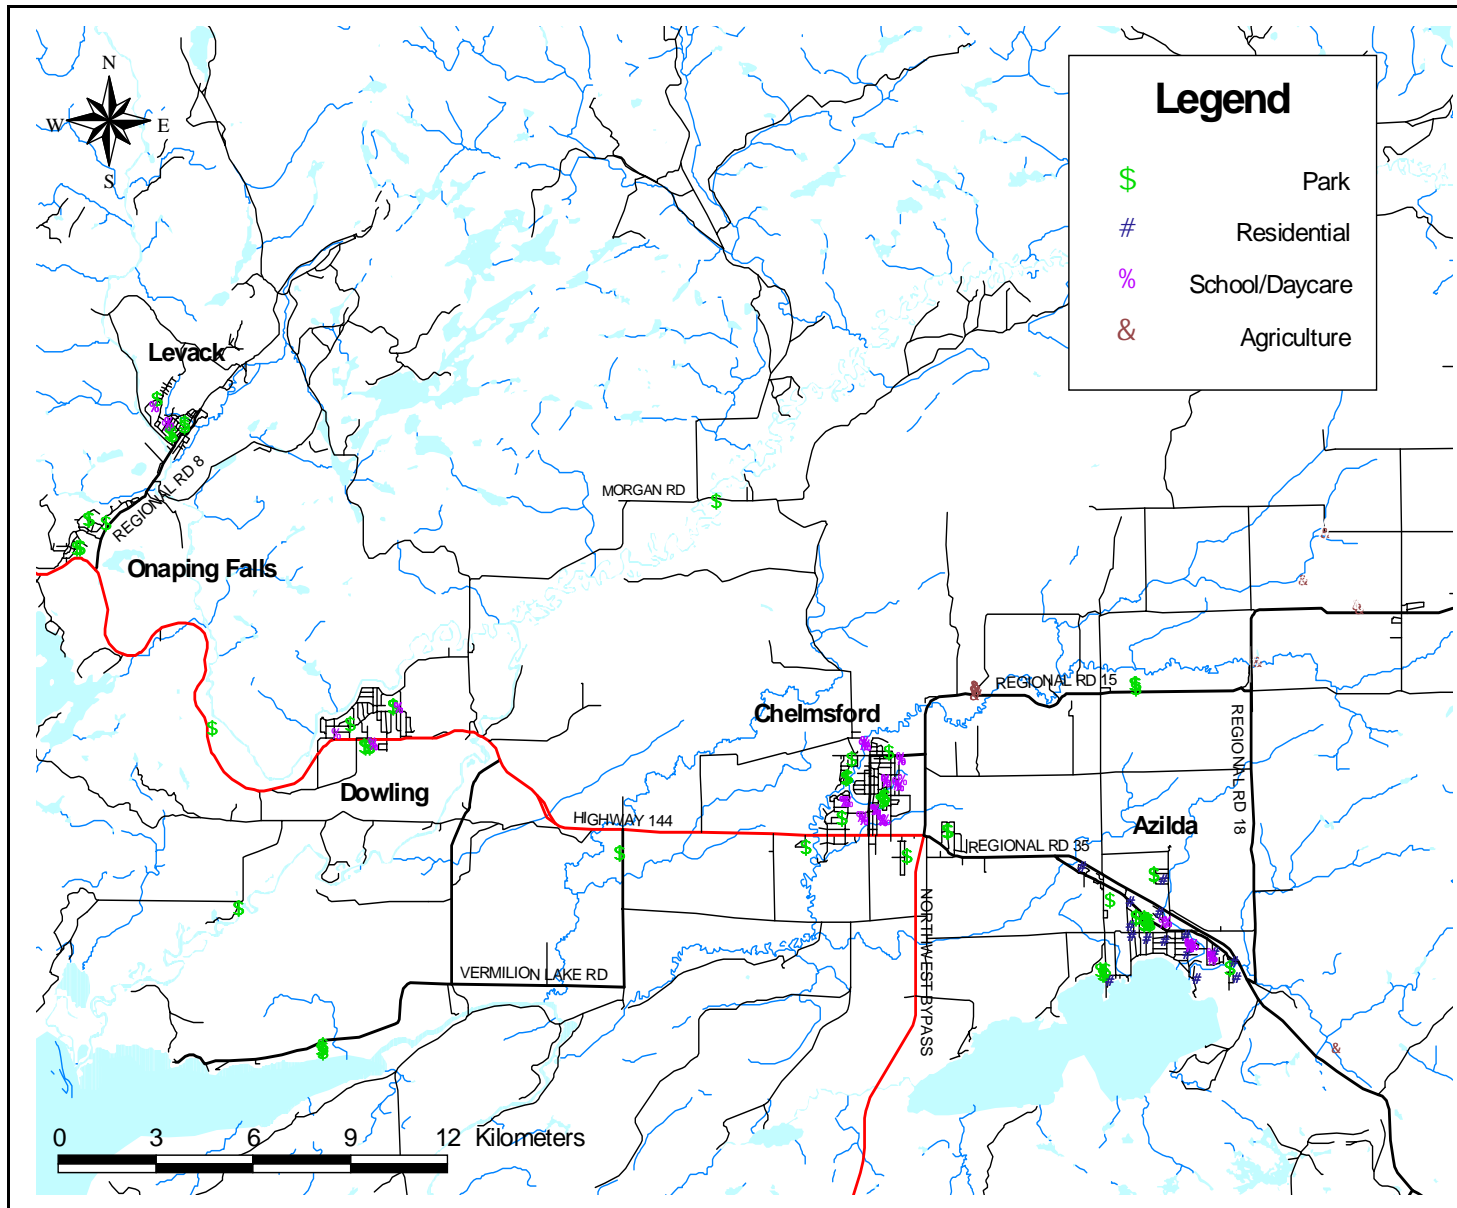 N
W E
S
Legend
$ Park
# Residential
% School/Daycare
& Agriculture
Levack
REGIONAL RD 8
MORGAN RD
Onaping Falls
REGIONAL RD 15
Chelmsford
REGIONAL RD 18
Dowling
HIGHWAY 144
Azilda
REGIONAL RD 35
NORTHWEST BYPASS
VERMILION LAKE RD
0 3 6 9 12 Kilometers